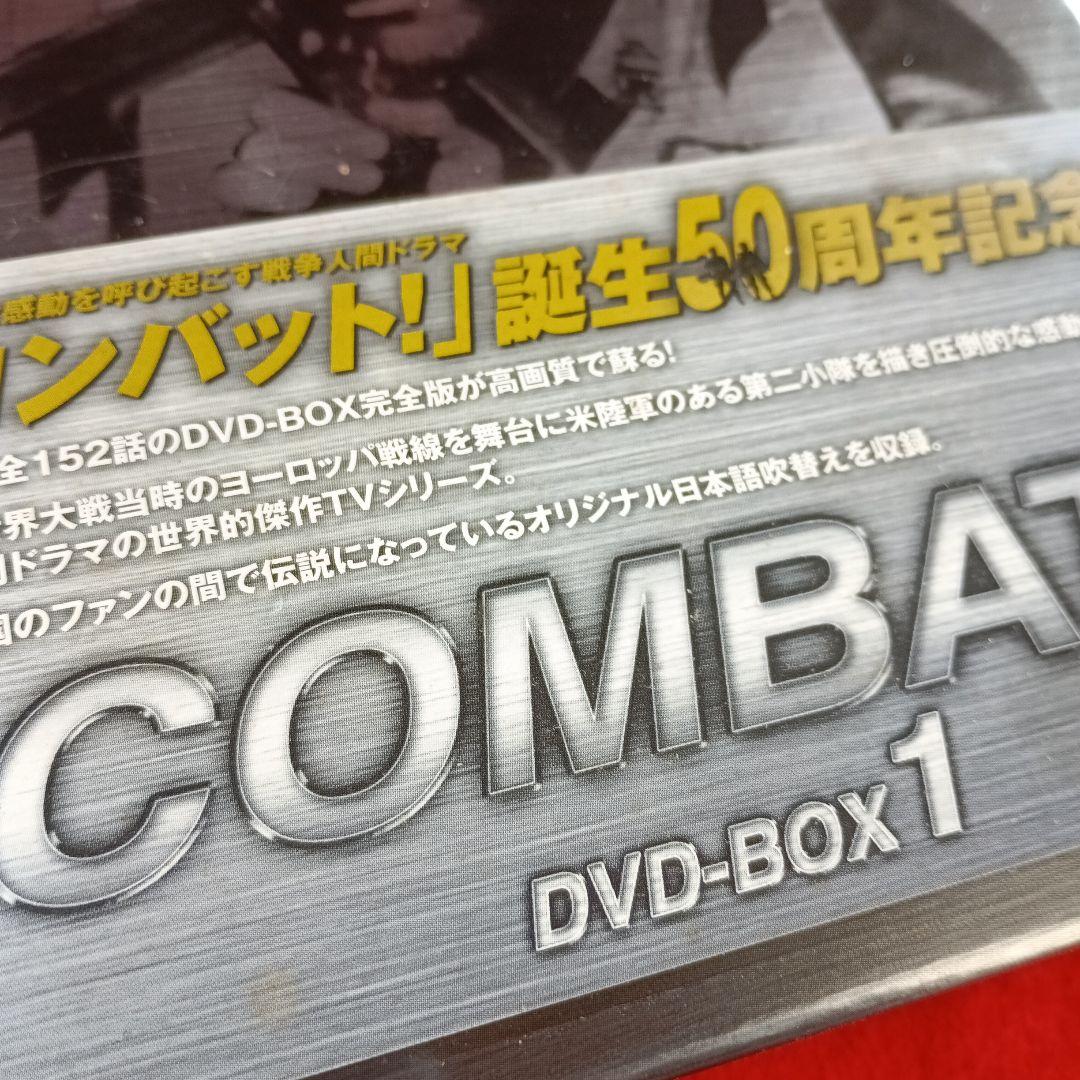 感動を呼び起こす戦争人間ドラマ
ンバット!」誕生50周年記念
全152話のDVD-BOX完全版が高画質で蘇る!
界大戦当時のヨーロッパ戦線を舞台に米陸軍のある第二小隊を描き圧倒的な感動
ドラマの世界的傑作TVシリーズ。
国のファンの間で伝説になっているオリジナル日本語吹替えを収録。
COMBAT
DVD-BOX1